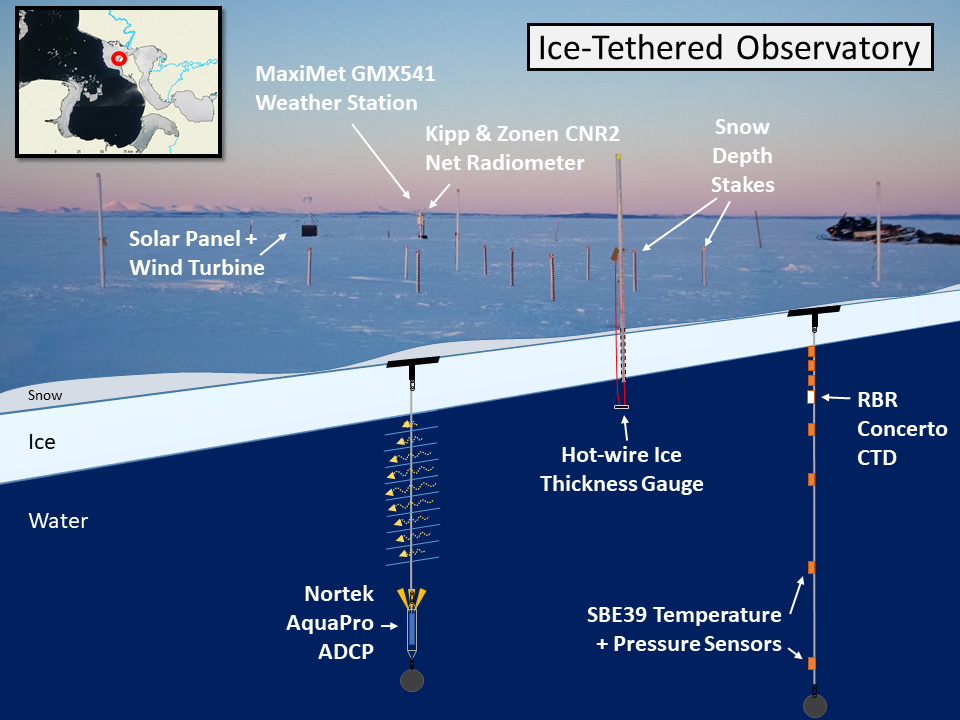 Ice-Tethered Observatory
MaxiMet GMX541
Weather Station
Kipp & Zonen CNR2
Net Radiometer
Snow
Depth
Stakes
Solar Panel +
Wind Turbine
Snow
Ice
Water
RBR
Concerto
CTD
Hot-wire Ice
Thickness Gauge
Nortek
AquaPro
ADCP
SBE39 Temperature
+ Pressure Sensors